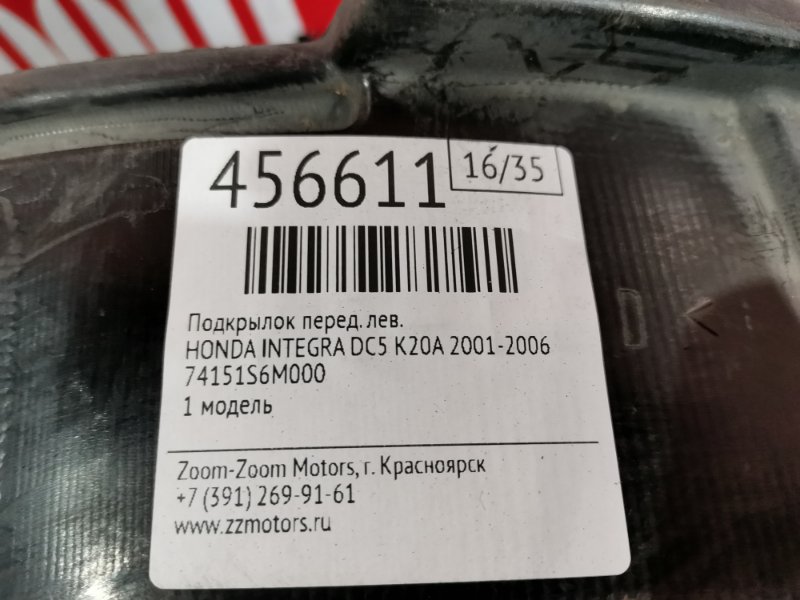 456611
16/35
Подкрылок перед. лев.
HONDA INTEGRA DC5 K20A 2001-2006
74151S6M000
1 модель
Zoom-Zoom Motors, г. Красноярск
+7 (391) 269-91-61
www.zzmotors.ru